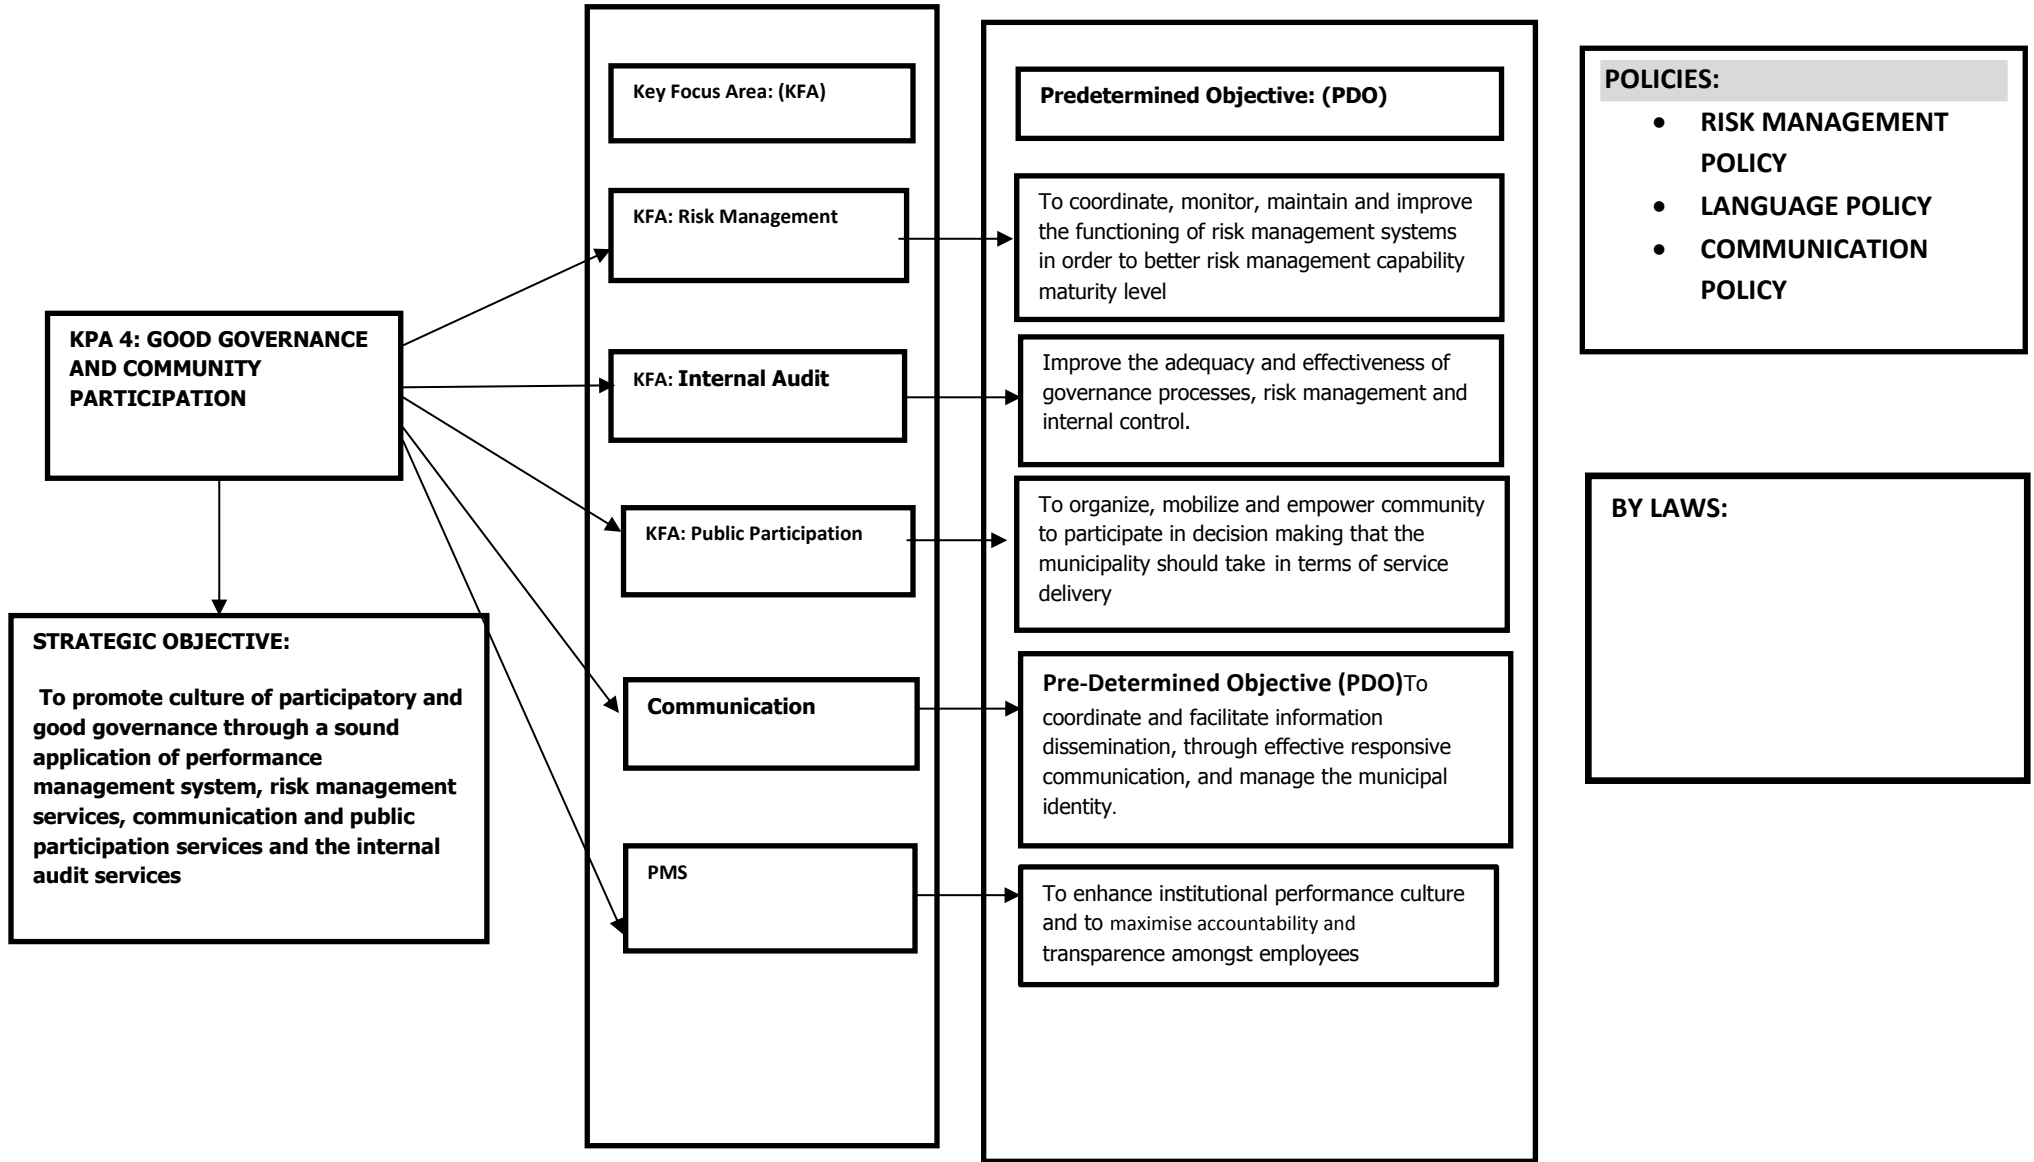 KPA 4: GOOD GOVERNANCE
AND COMMUNITY
PARTICIPATION
STRATEGIC OBJECTIVE:
To promote culture of participatory and
good governance through a sound
application of performance
management system, risk management
services, communication and public
participation services and the internal
audit services
Key Focus Area: (KFA)
KFA: Risk Management
KFA: Internal Audit
KFA: Public Participation
Communication
PMS
Predetermined Objective: (PDO)
To coordinate, monitor, maintain and improve
the functioning of risk management systems
in order to better risk management capability
maturity level
Improve the adequacy and effectiveness of
governance processes, risk management and
internal control.
To organize, mobilize and empower community
to participate in decision making that the
municipality should take in terms of service
delivery
Pre-Determined Objective (PDO)To
coordinate and facilitate information
dissemination, through effective responsive
communication, and manage the municipal
identity.
To enhance institutional performance culture
and to maximise accountability and
transparence amongst employees
POLICIES:
• RISK MANAGEMENT
POLICY
• LANGUAGE POLICY
• COMMUNICATION
POLICY
BY LAWS: